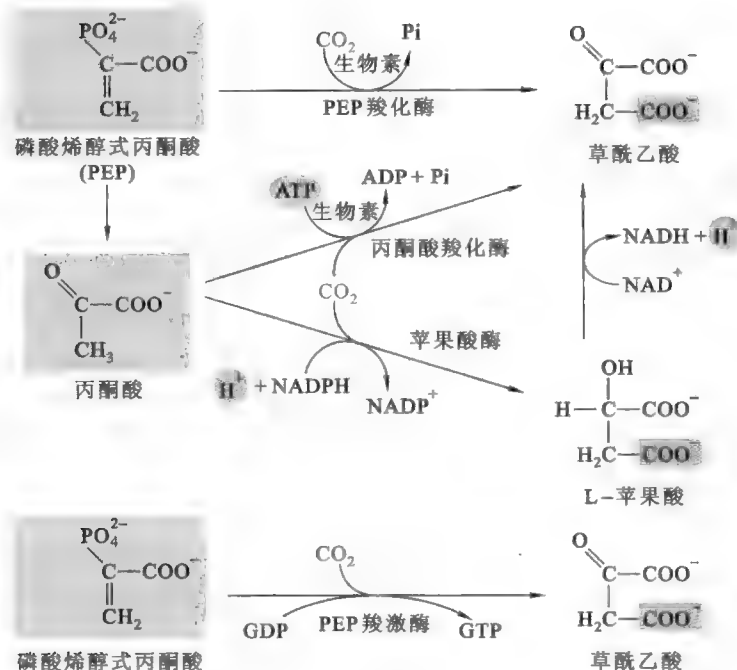 PO₄²⁻
C—COO⁻
CH₂
磷酸烯醇式丙酮酸
(PEP)
CO₂
Pi
生物素
PEP羧化酶
O
C—COO⁻
H₂C—COO⁻
草酰乙酸
ATP
ADP + Pi
生物素
丙酮酸羧化酶
CO₂
NADH + H
NAD⁺
O
C—COO⁻
CH₃
丙酮酸
苹果酸酶
H⁺ + NADPH
NADP⁺
OH
H—C—COO⁻
H₂C—COO⁻
L-苹果酸
PO₄²⁻
C—COO⁻
CH₂
磷酸烯醇式丙酮酸
CO₂
GDP
PEP羧激酶
GTP
O
C—COO⁻
H₂C—COO⁻
草酰乙酸